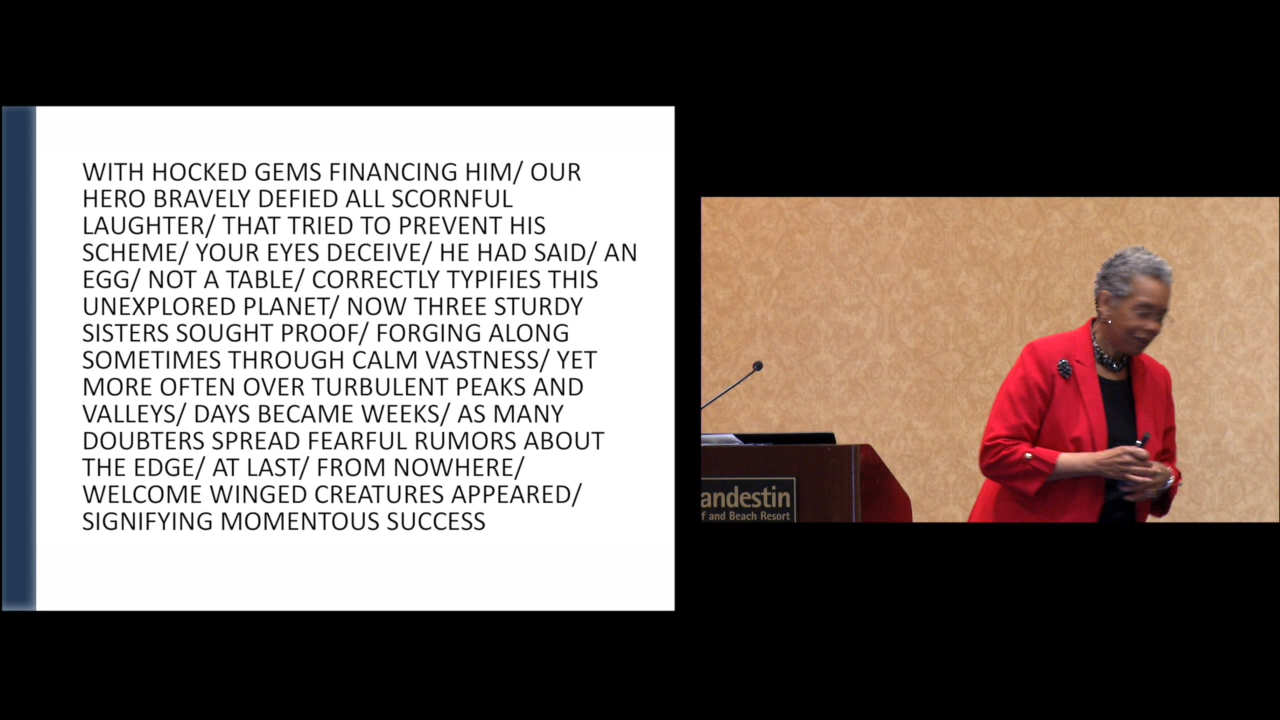 WITH HOCKED GEMS FINANCING HIM/ OUR
HERO BRAVELY DEFIED ALL SCORNFUL
LAUGHTER/ THAT TRIED TO PREVENT HIS
SCHEME/ YOUR EYES DECEIVE/ HE HAD SAID/ AN
EGG/ NOT A TABLE/ CORRECTLY TYPIFIES THIS
UNEXPLORED PLANET/ NOW THREE STURDY
SISTERS SOUGHT PROOF/ FORGING ALONG
SOMETIMES THROUGH CALM VASTNESS/ YET
MORE OFTEN OVER TURBULENT PEAKS AND
VALLEYS/ DAYS BECAME WEEKS/ AS MANY
DOUBTERS SPREAD FEARFUL RUMORS ABOUT
THE EDGE/ AT LAST/ FROM NOWHERE/
WELCOME WINGED CREATURES APPEARED/
SIGNIFYING MOMENTOUS SUCCESS
andestin
f and Beach Resort